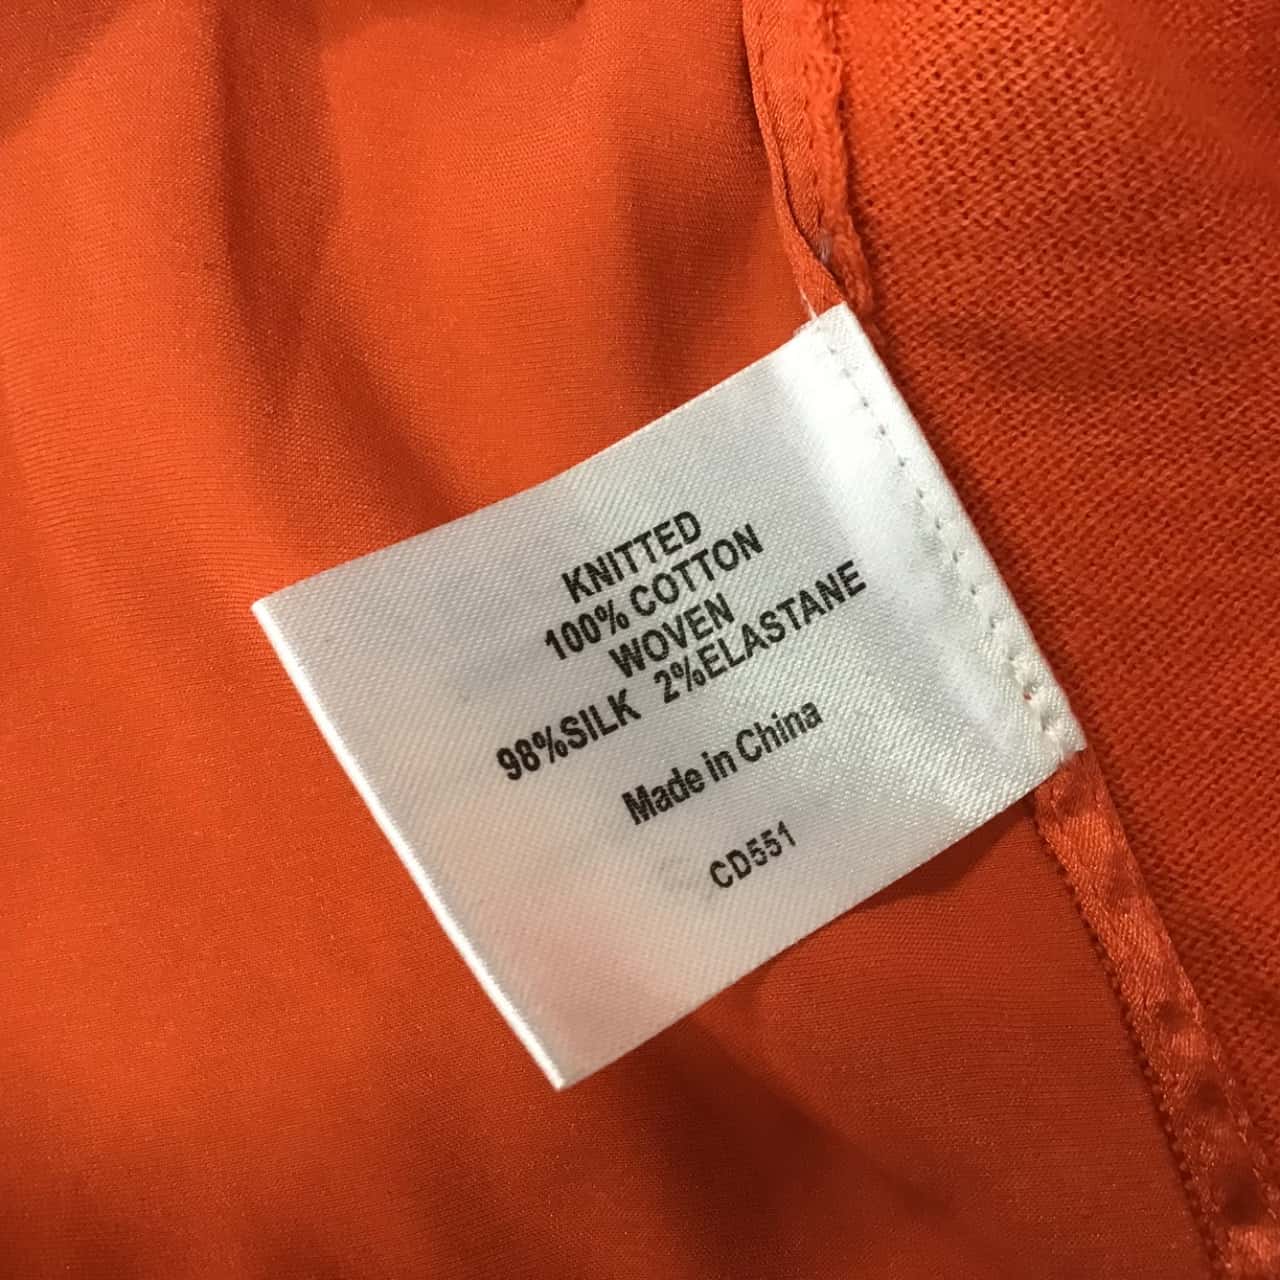 KNITTED
100% COTTON
WOVEN
98%SILK 2%ELASTANE
Made in China
CD551